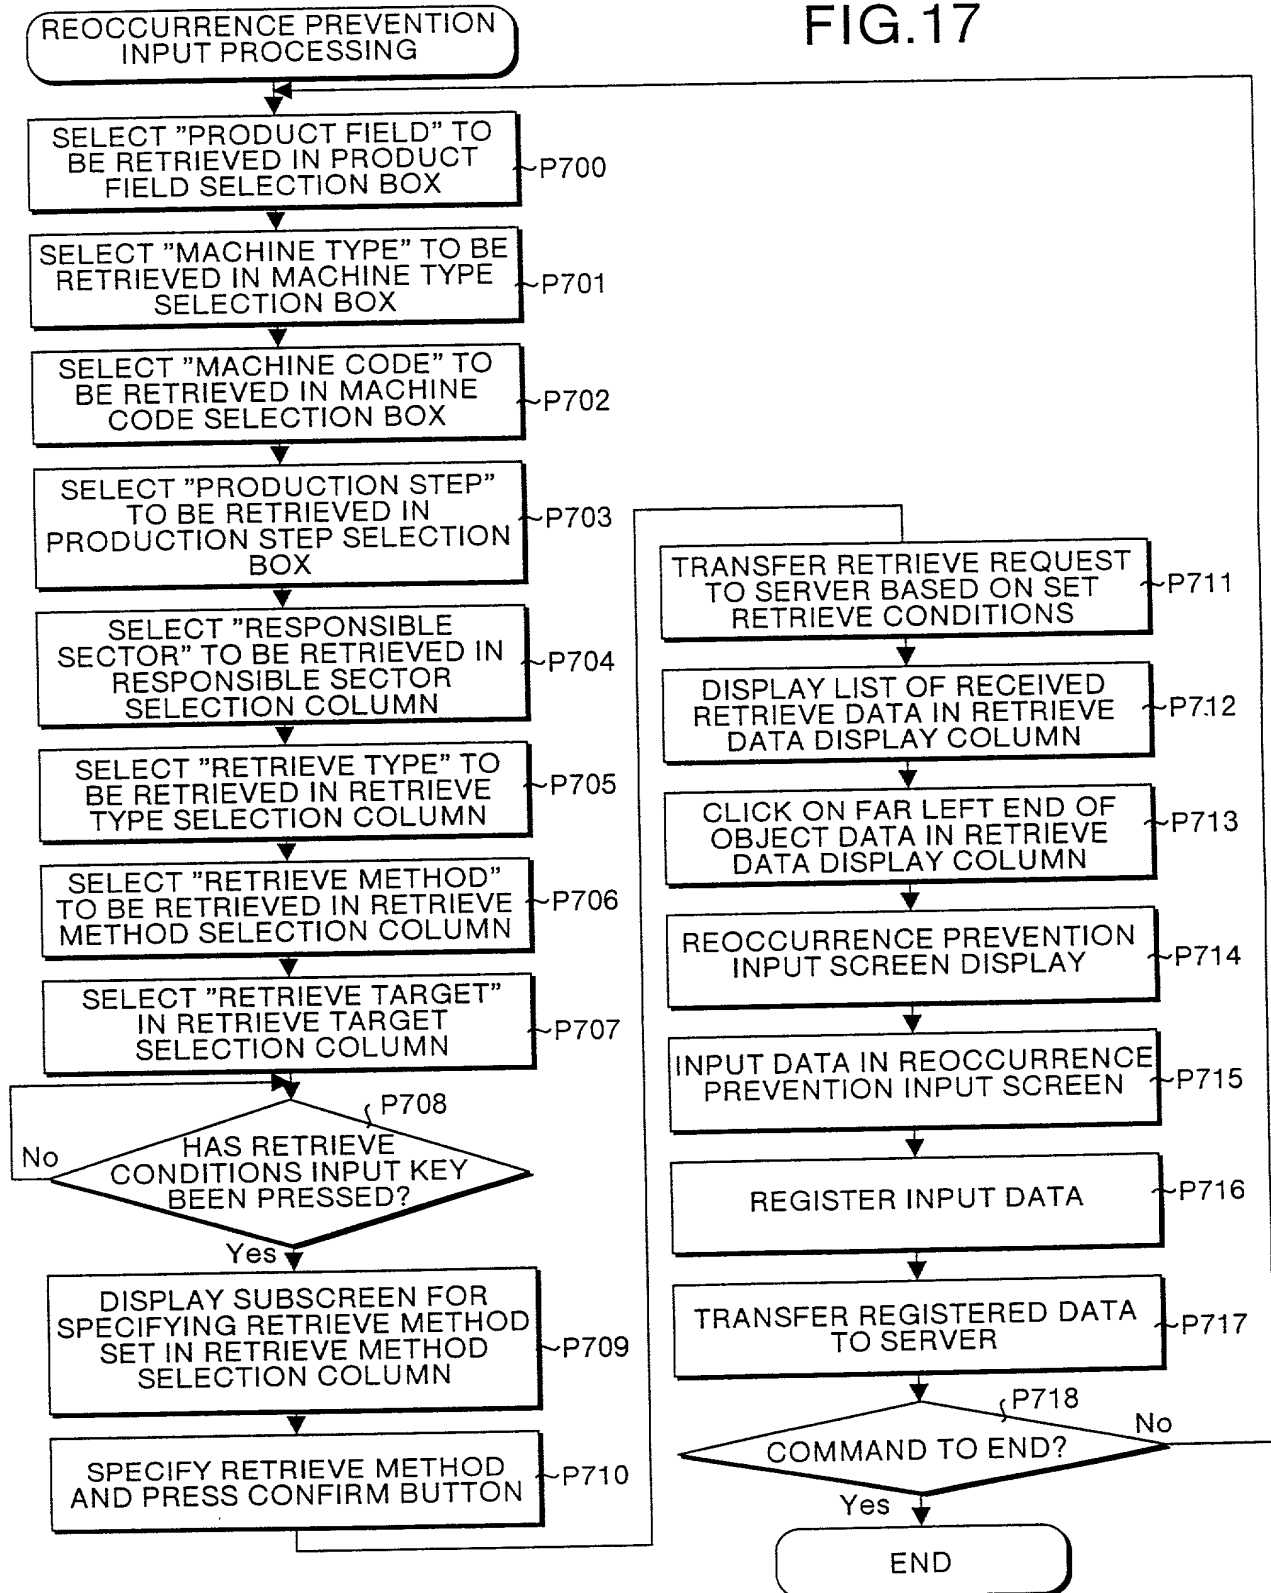 FIG.17
REOCCURRENCE PREVENTION
INPUT PROCESSING
SELECT ”PRODUCT FIELD” TO
BE RETRIEVED IN PRODUCT
FIELD SELECTION BOX
P700
SELECT ”MACHINE TYPE” TO BE
RETRIEVED IN MACHINE TYPE
SELECTION BOX
P701
SELECT ”MACHINE CODE” TO
BE RETRIEVED IN MACHINE
CODE SELECTION BOX
P702
SELECT ”PRODUCTION STEP”
TO BE RETRIEVED IN
PRODUCTION STEP SELECTION
BOX
P703
SELECT ”RESPONSIBLE
SECTOR” TO BE RETRIEVED IN
RESPONSIBLE SECTOR
SELECTION COLUMN
P704
SELECT ”RETRIEVE TYPE” TO
BE RETRIEVED IN RETRIEVE
TYPE SELECTION COLUMN
P705
SELECT ”RETRIEVE METHOD”
TO BE RETRIEVED IN RETRIEVE
METHOD SELECTION COLUMN
P706
SELECT ”RETRIEVE TARGET”
IN RETRIEVE TARGET
SELECTION COLUMN
P707
P708
HAS RETRIEVE
CONDITIONS INPUT KEY
BEEN PRESSED?
No
Yes
DISPLAY SUBSCREEN FOR
SPECIFYING RETRIEVE METHOD
SET IN RETRIEVE METHOD
SELECTION COLUMN
P709
SPECIFY RETRIEVE METHOD
AND PRESS CONFIRM BUTTON
P710
TRANSFER RETRIEVE REQUEST
TO SERVER BASED ON SET
RETRIEVE CONDITIONS
P711
DISPLAY LIST OF RECEIVED
RETRIEVE DATA IN RETRIEVE
DATA DISPLAY COLUMN
P712
CLICK ON FAR LEFT END OF
OBJECT DATA IN RETRIEVE
DATA DISPLAY COLUMN
P713
REOCCURRENCE PREVENTION
INPUT SCREEN DISPLAY
P714
INPUT DATA IN REOCCURRENCE
PREVENTION INPUT SCREEN
P715
REGISTER INPUT DATA
P716
TRANSFER REGISTERED DATA
TO SERVER
P717
P718
COMMAND TO END?
No
Yes
END